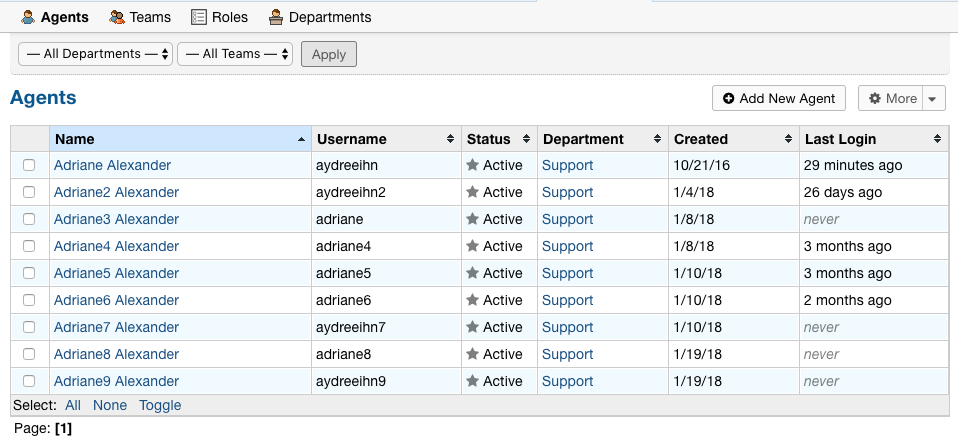 Agents Teams Roles Departments
— All Departments — — All Teams — Apply
Agents Add New Agent More
Name Username Status Department Created Last Login
Adriane Alexander aydreeihn Active Support 10/21/16 29 minutes ago
Adriane2 Alexander aydreeihn2 Active Support 1/4/18 26 days ago
Adriane3 Alexander adriane Active Support 1/8/18 never
Adriane4 Alexander adriane4 Active Support 1/8/18 3 months ago
Adriane5 Alexander adriane5 Active Support 1/10/18 3 months ago
Adriane6 Alexander adriane6 Active Support 1/10/18 2 months ago
Adriane7 Alexander aydreeihn7 Active Support 1/10/18 never
Adriane8 Alexander adriane8 Active Support 1/19/18 never
Adriane9 Alexander aydreeihn9 Active Support 1/19/18 never
Select: All None Toggle
Page: [1]